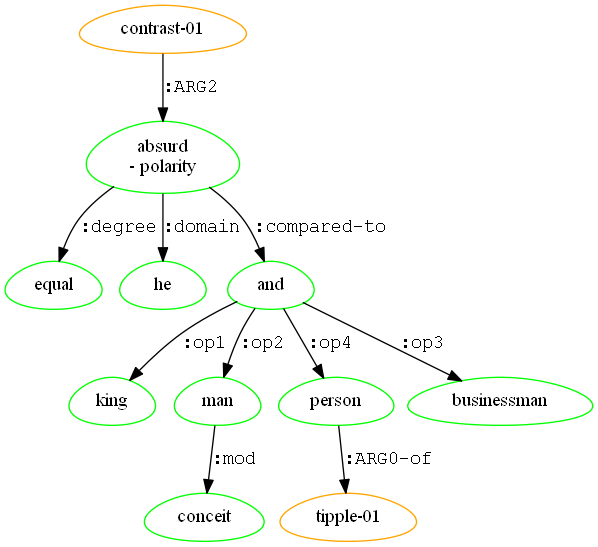 contrast-01
:ARG2
absurd
- polarity
:degree :domain :compared-to
equal he and
:op1 :op2 :op4 :op3
king man person businessman
:mod :ARG0-of
conceit tipple-01